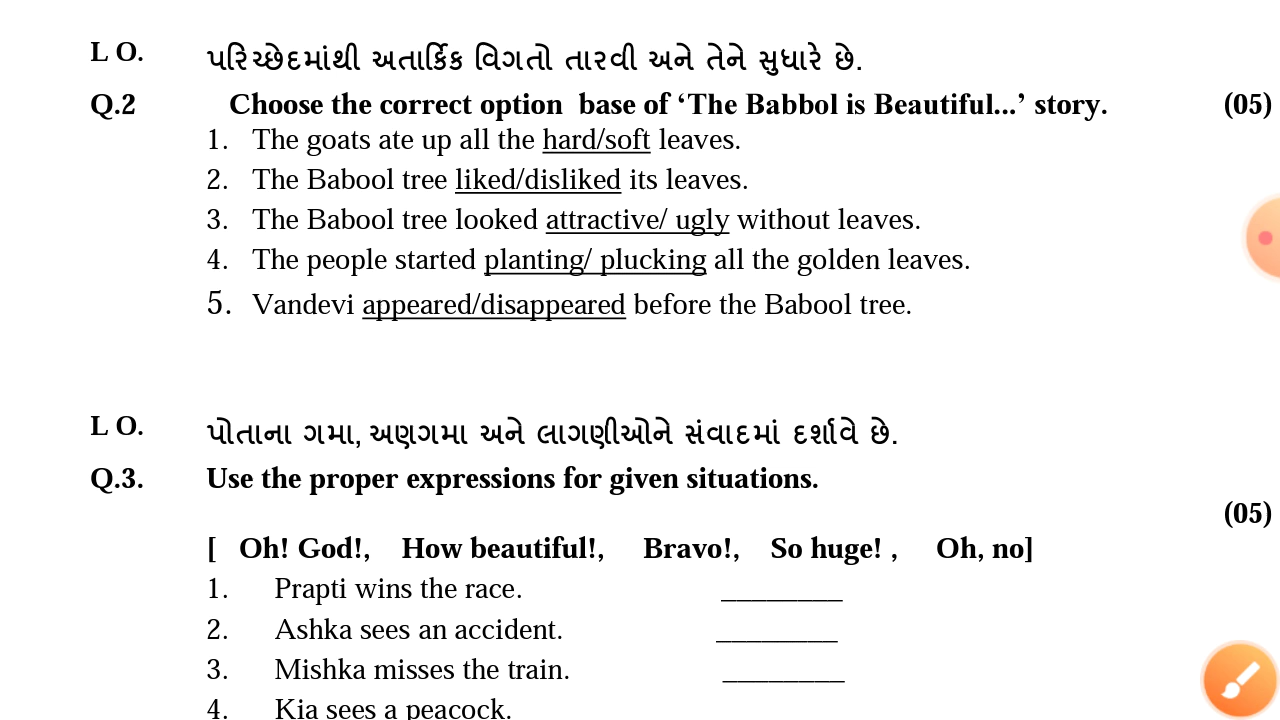 L O. પરિચ્છેદમાંથી અતાર્કિક વિગતો તારવી અને તેને સુધારે છે.
Q.2 Choose the correct option base of ‘The Babbol is Beautiful...’ story. (05)
1. The goats ate up all the hard/soft leaves.
2. The Babool tree liked/disliked its leaves.
3. The Babool tree looked attractive/ ugly without leaves.
4. The people started planting/ plucking all the golden leaves.
5. Vandevi appeared/disappeared before the Babool tree.
L O. પોતાના ગમા, અણગમા અને લાગણીઓને સંવાદમાં દર્શાવે છે.
Q.3. Use the proper expressions for given situations.
(05)
[ Oh! God!, How beautiful!, Bravo!, So huge! , Oh, no]
1. Prapti wins the race. ________
2. Ashka sees an accident. ________
3. Mishka misses the train. ________
4. Kia sees a peacock.